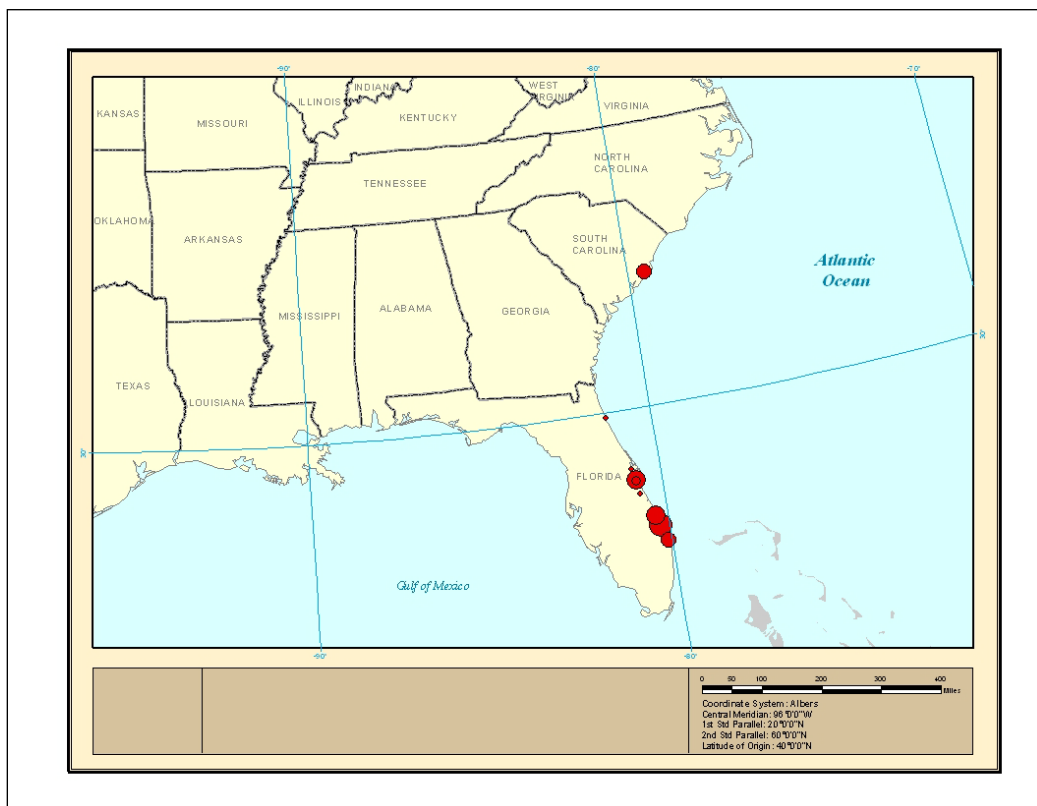 -90°
-80°
-70°
KANSAS
MISSOURI
ILLINOIS
INDIANA
KENTUCKY
WEST
VIRGINIA
VIRGINIA
NORTH
CAROLINA
TENNESSEE
OKLAHOMA
ARKANSAS
SOUTH
CAROLINA
Atlantic
Ocean
MISSISSIPPI
ALABAMA
GEORGIA
30°
TEXAS
LOUISIANA
30°
FLORIDA
Gulf of Mexico
-90°
-80°
0 50 100 200 300 400
Miles
Coordinate System: Albers
Central Meridian: 96°0'0"W
1st Std Parallel: 20°0'0"N
2nd Std Parallel: 60°0'0"N
Latitude of Origin: 40°0'0"N